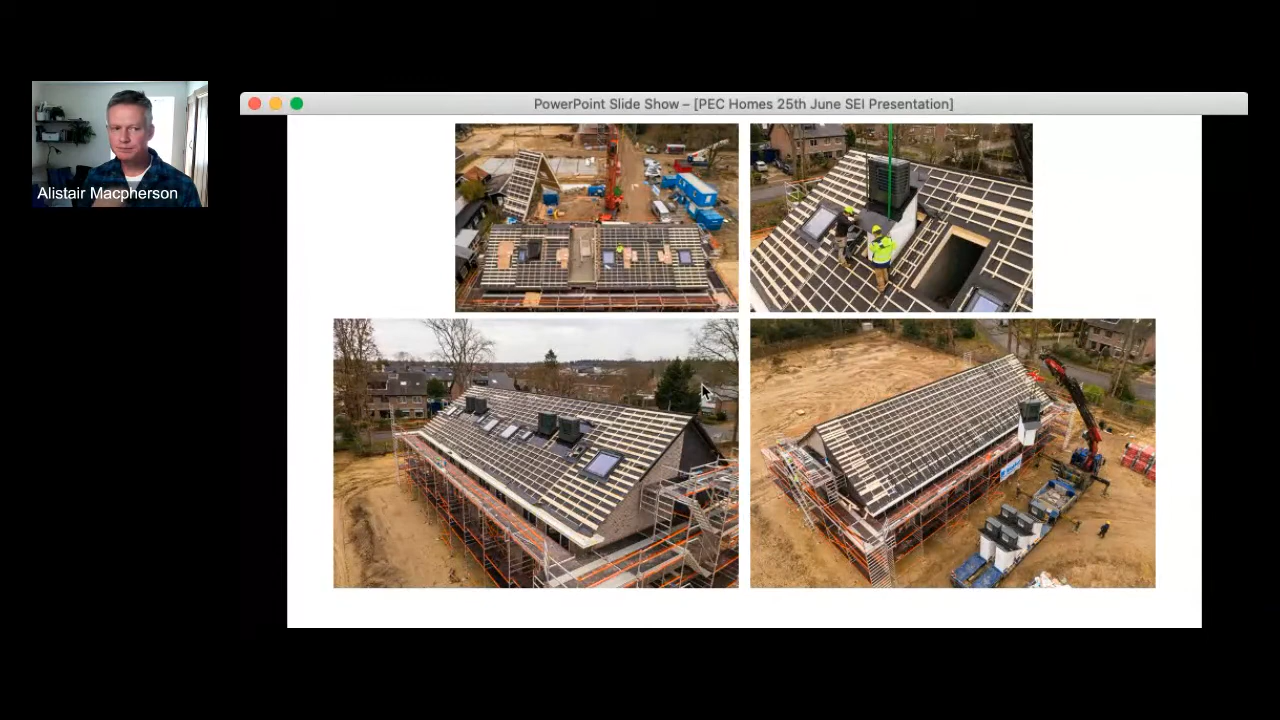 PowerPoint Slide Show – [PEC Homes 25th June SEI Presentation]
Alistair Macpherson